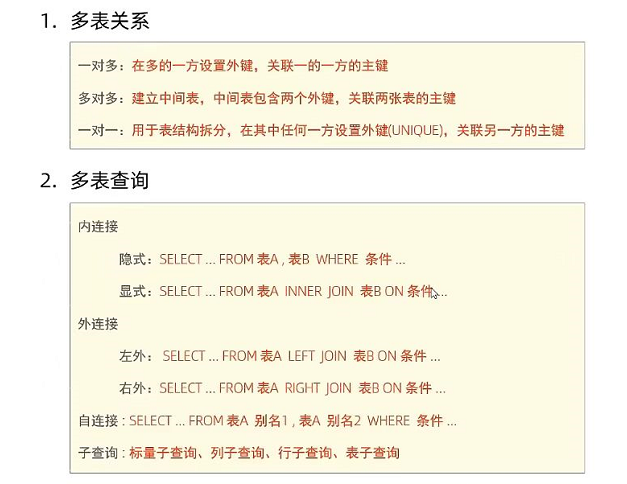 1. 多表关系
一对多：在多的一方设置外键，关联一的一方的主键
多对多：建立中间表，中间表包含两个外键，关联两张表的主键
一对一：用于表结构拆分，在其中任何一方设置外键(UNIQUE)，关联另一方的主键
2. 多表查询
内连接
隐式：SELECT ... FROM 表A , 表B WHERE 条件 ...
显式：SELECT ... FROM 表A INNER JOIN 表B ON 条件 ...
外连接
左外： SELECT ... FROM 表A LEFT JOIN 表B ON 条件 ...
右外：SELECT ... FROM 表A RIGHT JOIN 表B ON 条件 ...
自连接 : SELECT ... FROM 表A 别名1 , 表A 别名2 WHERE 条件 ...
子查询 : 标量子查询、列子查询、行子查询、表子查询